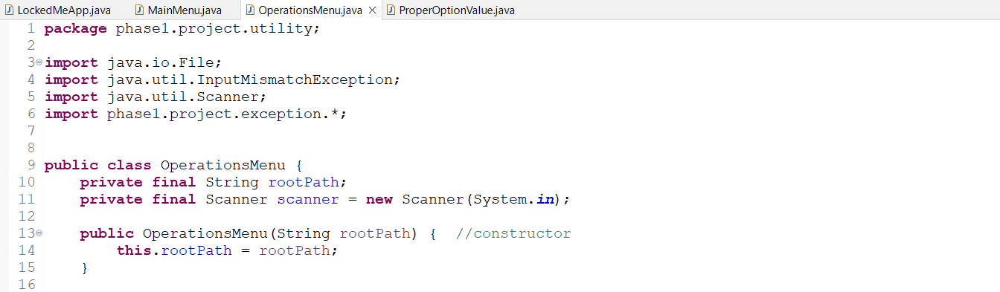 LockedMeApp.java MainMenu.java OperationsMenu.java ProperOptionValue.java
1 package phase1.project.utility;
2
3 import java.io.File;
4 import java.util.InputMismatchException;
5 import java.util.Scanner;
6 import phase1.project.exception.*;
7
8
9 public class OperationsMenu {
10     private final String rootPath;
11     private final Scanner scanner = new Scanner(System.in);
12
13     public OperationsMenu(String rootPath) {  //constructor
14         this.rootPath = rootPath;
15     }
16